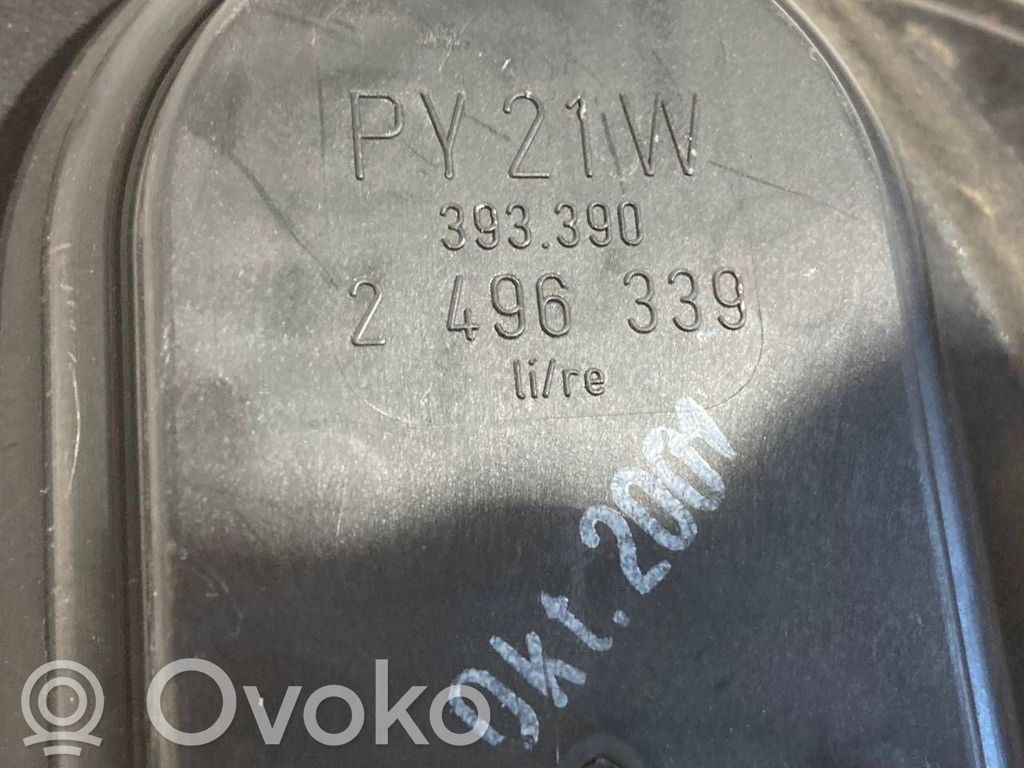 PY 21W
393.390
2 496 339
li/re
Okt. 2001
Ovoko